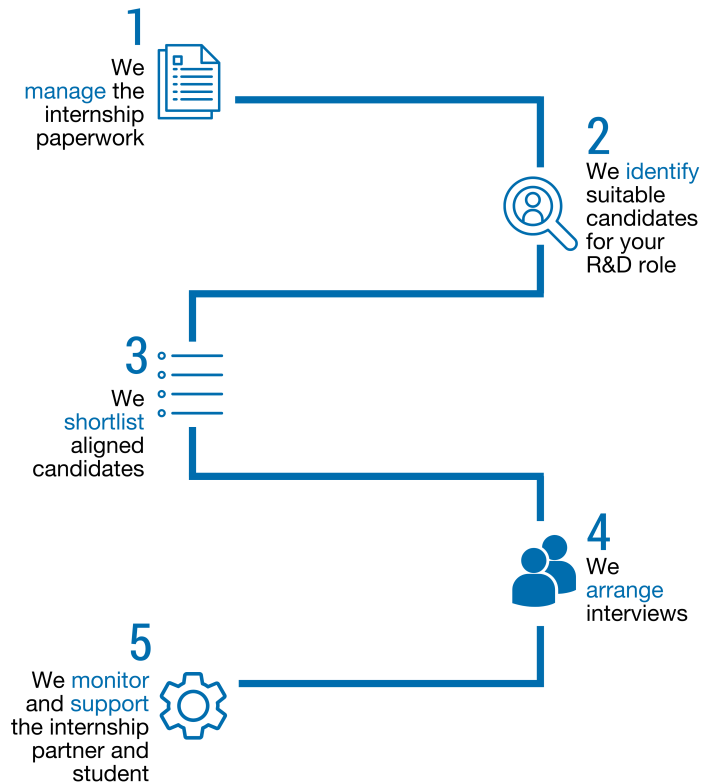 1
We
manage the
internship
paperwork
2
We identify
suitable
candidates
for your
R&D role
3
We
shortlist
aligned
candidates
4
We
arrange
interviews
5
We monitor
and support
the internship
partner and
student